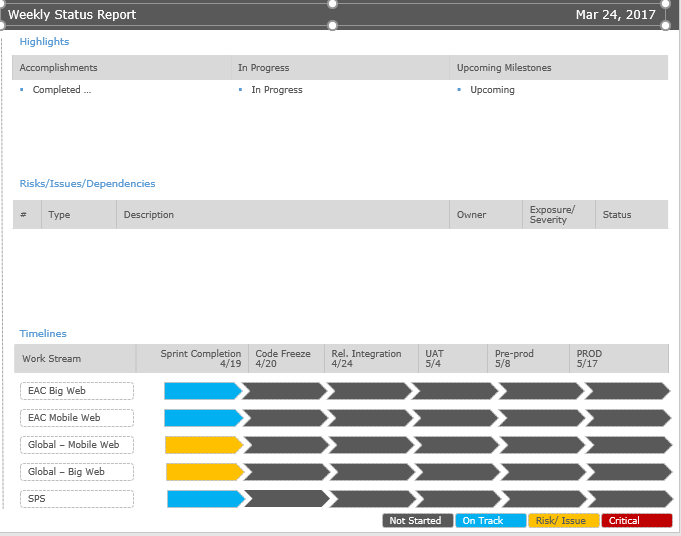 Weekly Status Report
Mar 24, 2017
Highlights
Accomplishments
In Progress
Upcoming Milestones
Completed ...
In Progress
Upcoming
Risks/Issues/Dependencies
#
Type
Description
Owner
Exposure/
Severity
Status
Timelines
Work Stream
Sprint Completion
4/19
Code Freeze
4/20
Rel. Integration
4/24
UAT
5/4
Pre-prod
5/8
PROD
5/17
EAC Big Web
EAC Mobile Web
Global – Mobile Web
Global – Big Web
SPS
Not Started
On Track
Risk/ Issue
Critical